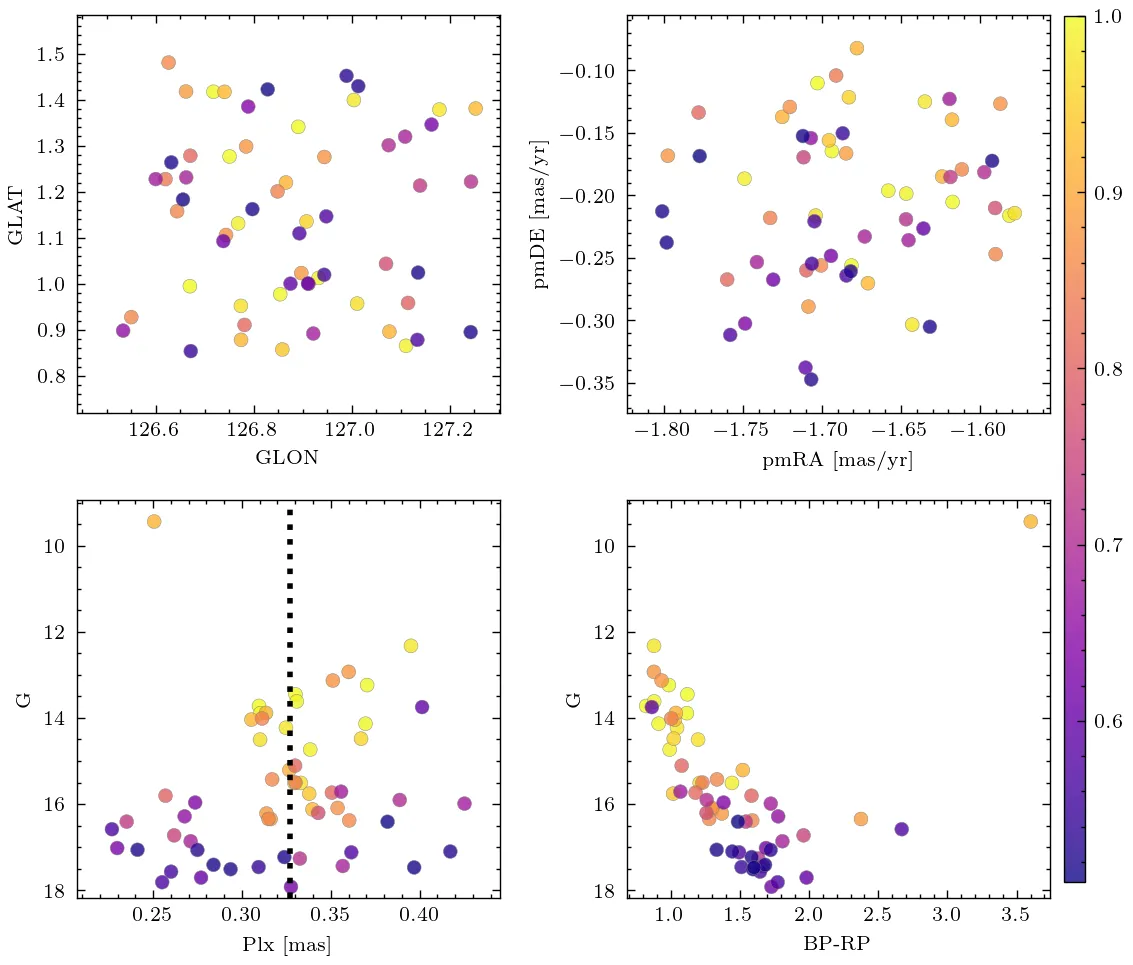 1.5
1.4
1.3
1.2
1.1
1.0
0.9
0.8
GLAT
126.6 126.8 127.0 127.2
GLON
−0.10
−0.15
−0.20
−0.25
−0.30
−0.35
pmDE [mas/yr]
−1.80 −1.75 −1.70 −1.65 −1.60
pmRA [mas/yr]
1.0
0.9
0.8
0.7
0.6
10
12
14
16
18
G
0.25 0.30 0.35 0.40
Plx [mas]
10
12
14
16
18
G
1.0 1.5 2.0 2.5 3.0 3.5
BP-RP